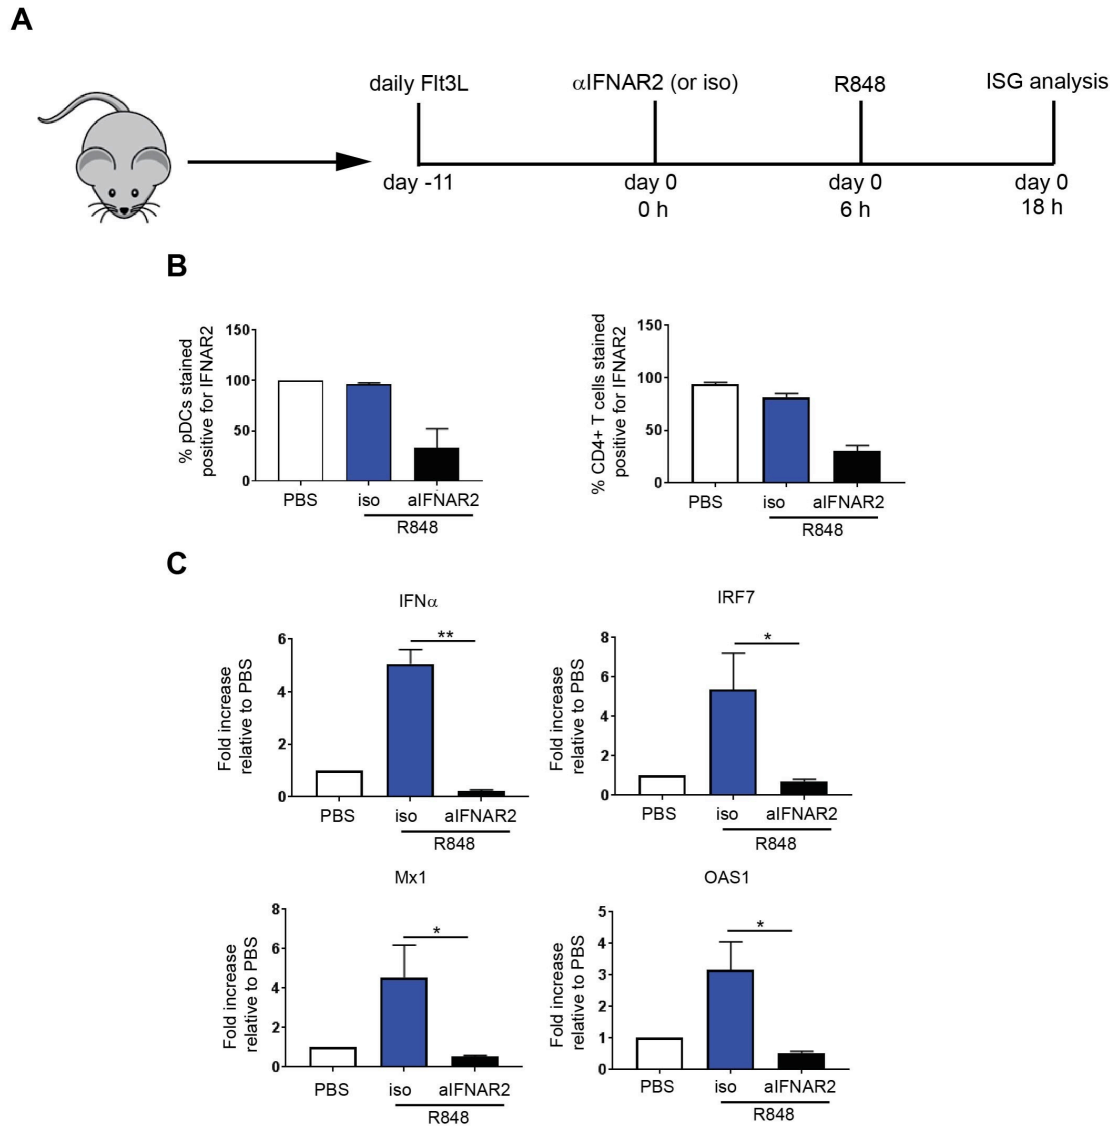 A
daily Flt3L
αIFNAR2 (or iso)
R848
ISG analysis
day -11
day 0
0 h
day 0
6 h
day 0
18 h
B
% pDCs stained
positive for IFNAR2
150
100
50
0
PBS
iso
aIFNAR2
R848
% CD4+ T cells stained
positive for IFNAR2
150
100
50
0
PBS
iso
aIFNAR2
R848
C
IFNα
Fold increase
relative to PBS
6
4
2
0
**
PBS
iso
aIFNAR2
R848
IRF7
Fold increase
relative to PBS
8
6
4
2
0
*
PBS
iso
aIFNAR2
R848
Mx1
Fold increase
relative to PBS
8
6
4
2
0
*
PBS
iso
aIFNAR2
R848
OAS1
Fold increase
relative to PBS
5
4
3
2
1
0
*
PBS
iso
aIFNAR2
R848